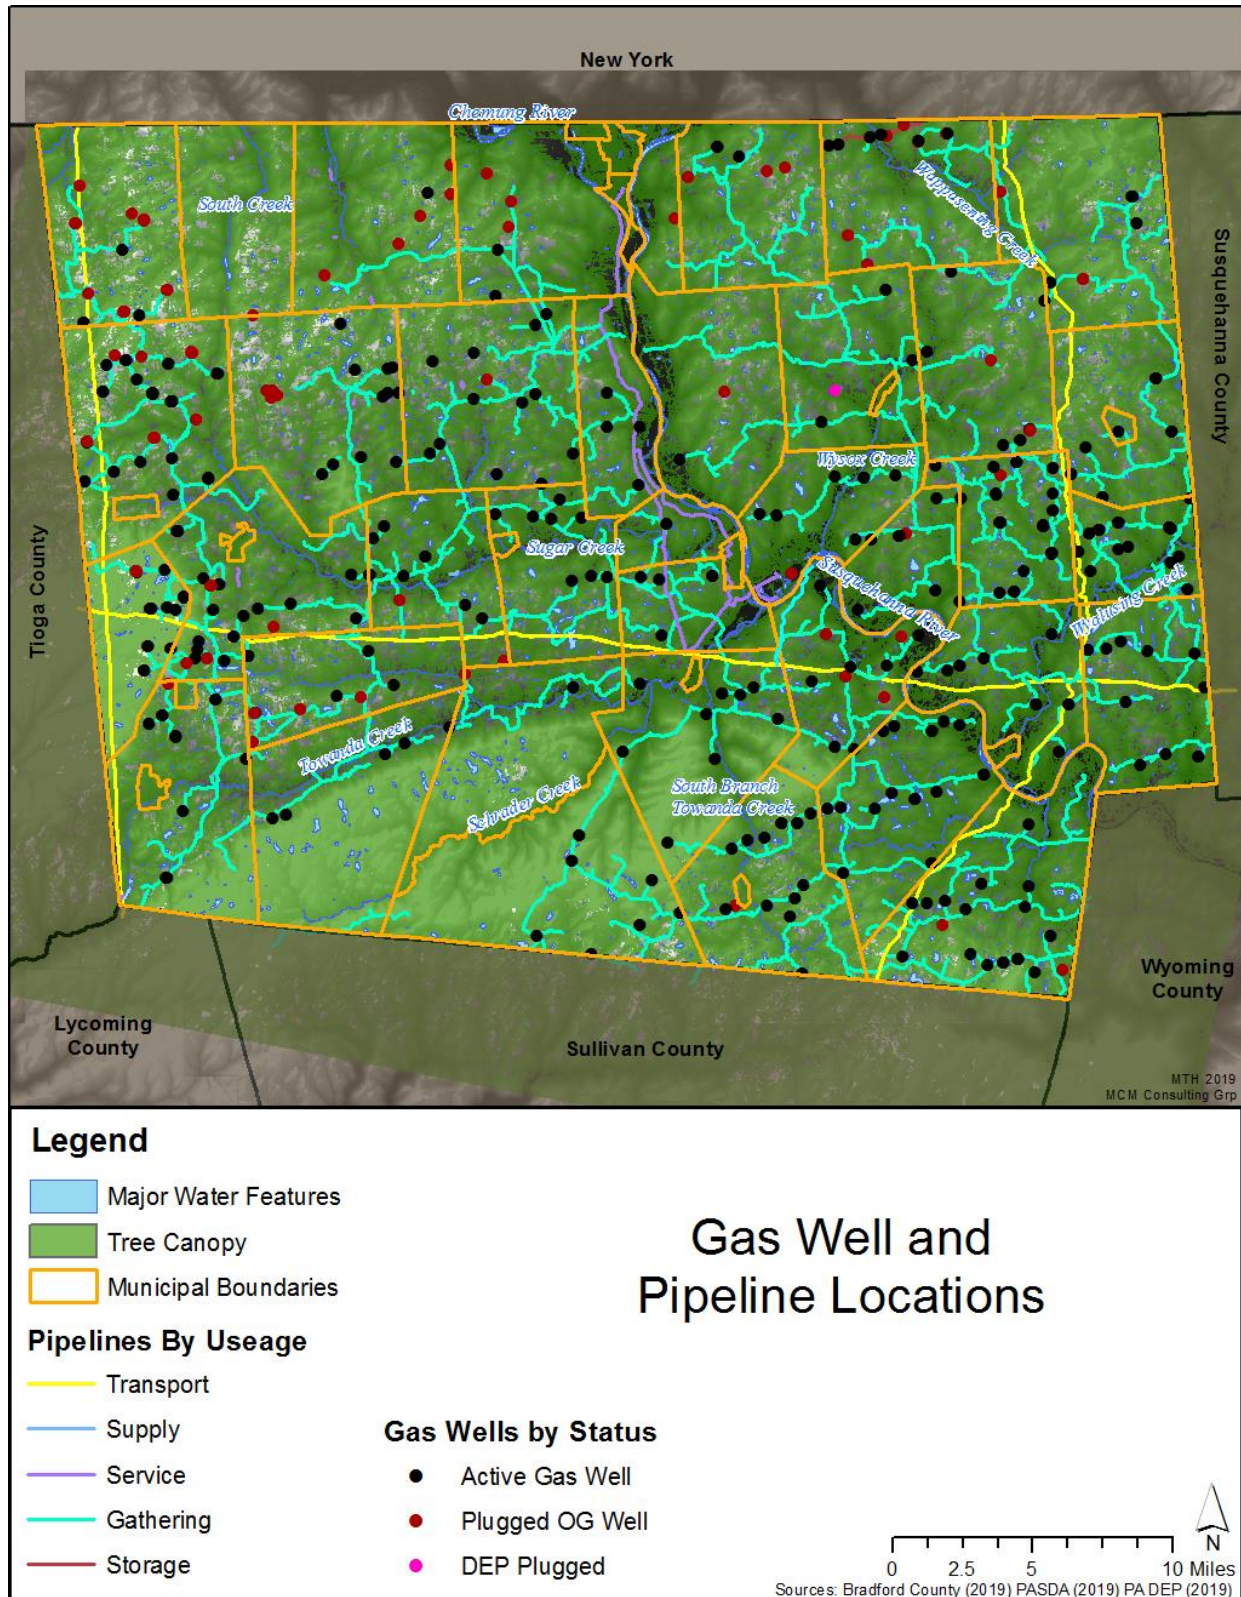 New York
Chemung River
South Creek
Wappasening Creek
Susquehanna County
Wysox Creek
Sugar Creek
Susquehanna River
Wyalusing Creek
Tioga County
Towanda Creek
Schrader Creek
South Branch
Towanda Creek
Wyoming
County
Lycoming
County
Sullivan County
MTH 2019
MCM Consulting Grp
Legend
Major Water Features
Tree Canopy
Municipal Boundaries
Gas Well and
Pipeline Locations
Pipelines By Useage
Transport
Supply
Service
Gathering
Storage
Gas Wells by Status
Active Gas Well
Plugged OG Well
DEP Plugged
N
0 2.5 5 10 Miles
Sources: Bradford County (2019) PASDA (2019) PA DEP (2019)